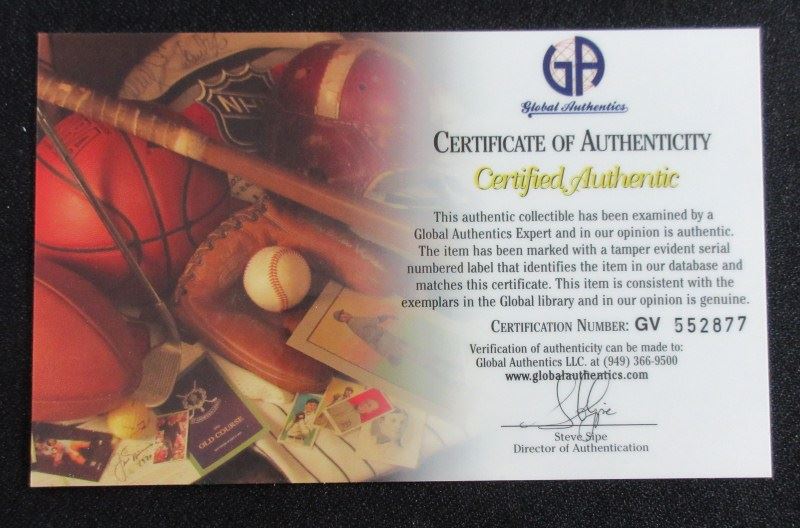 GA
Global Authentics
CERTIFICATE OF AUTHENTICITY
Certified Authentic
This authentic collectible has been examined by a
Global Authentics Expert and in our opinion is authentic.
The item has been marked with a tamper evident serial
numbered label that identifies the item in our database and
matches this certificate. This item is consistent with the
exemplars in the Global library and in our opinion is genuine.
CERTIFICATION NUMBER: GV 552877
Verification of authenticity can be made to:
Global Authentics LLC. at (949) 366-9500
www.globalauthentics.com
Steve Sipe
Director of Authentication
NH
OLD COURSE